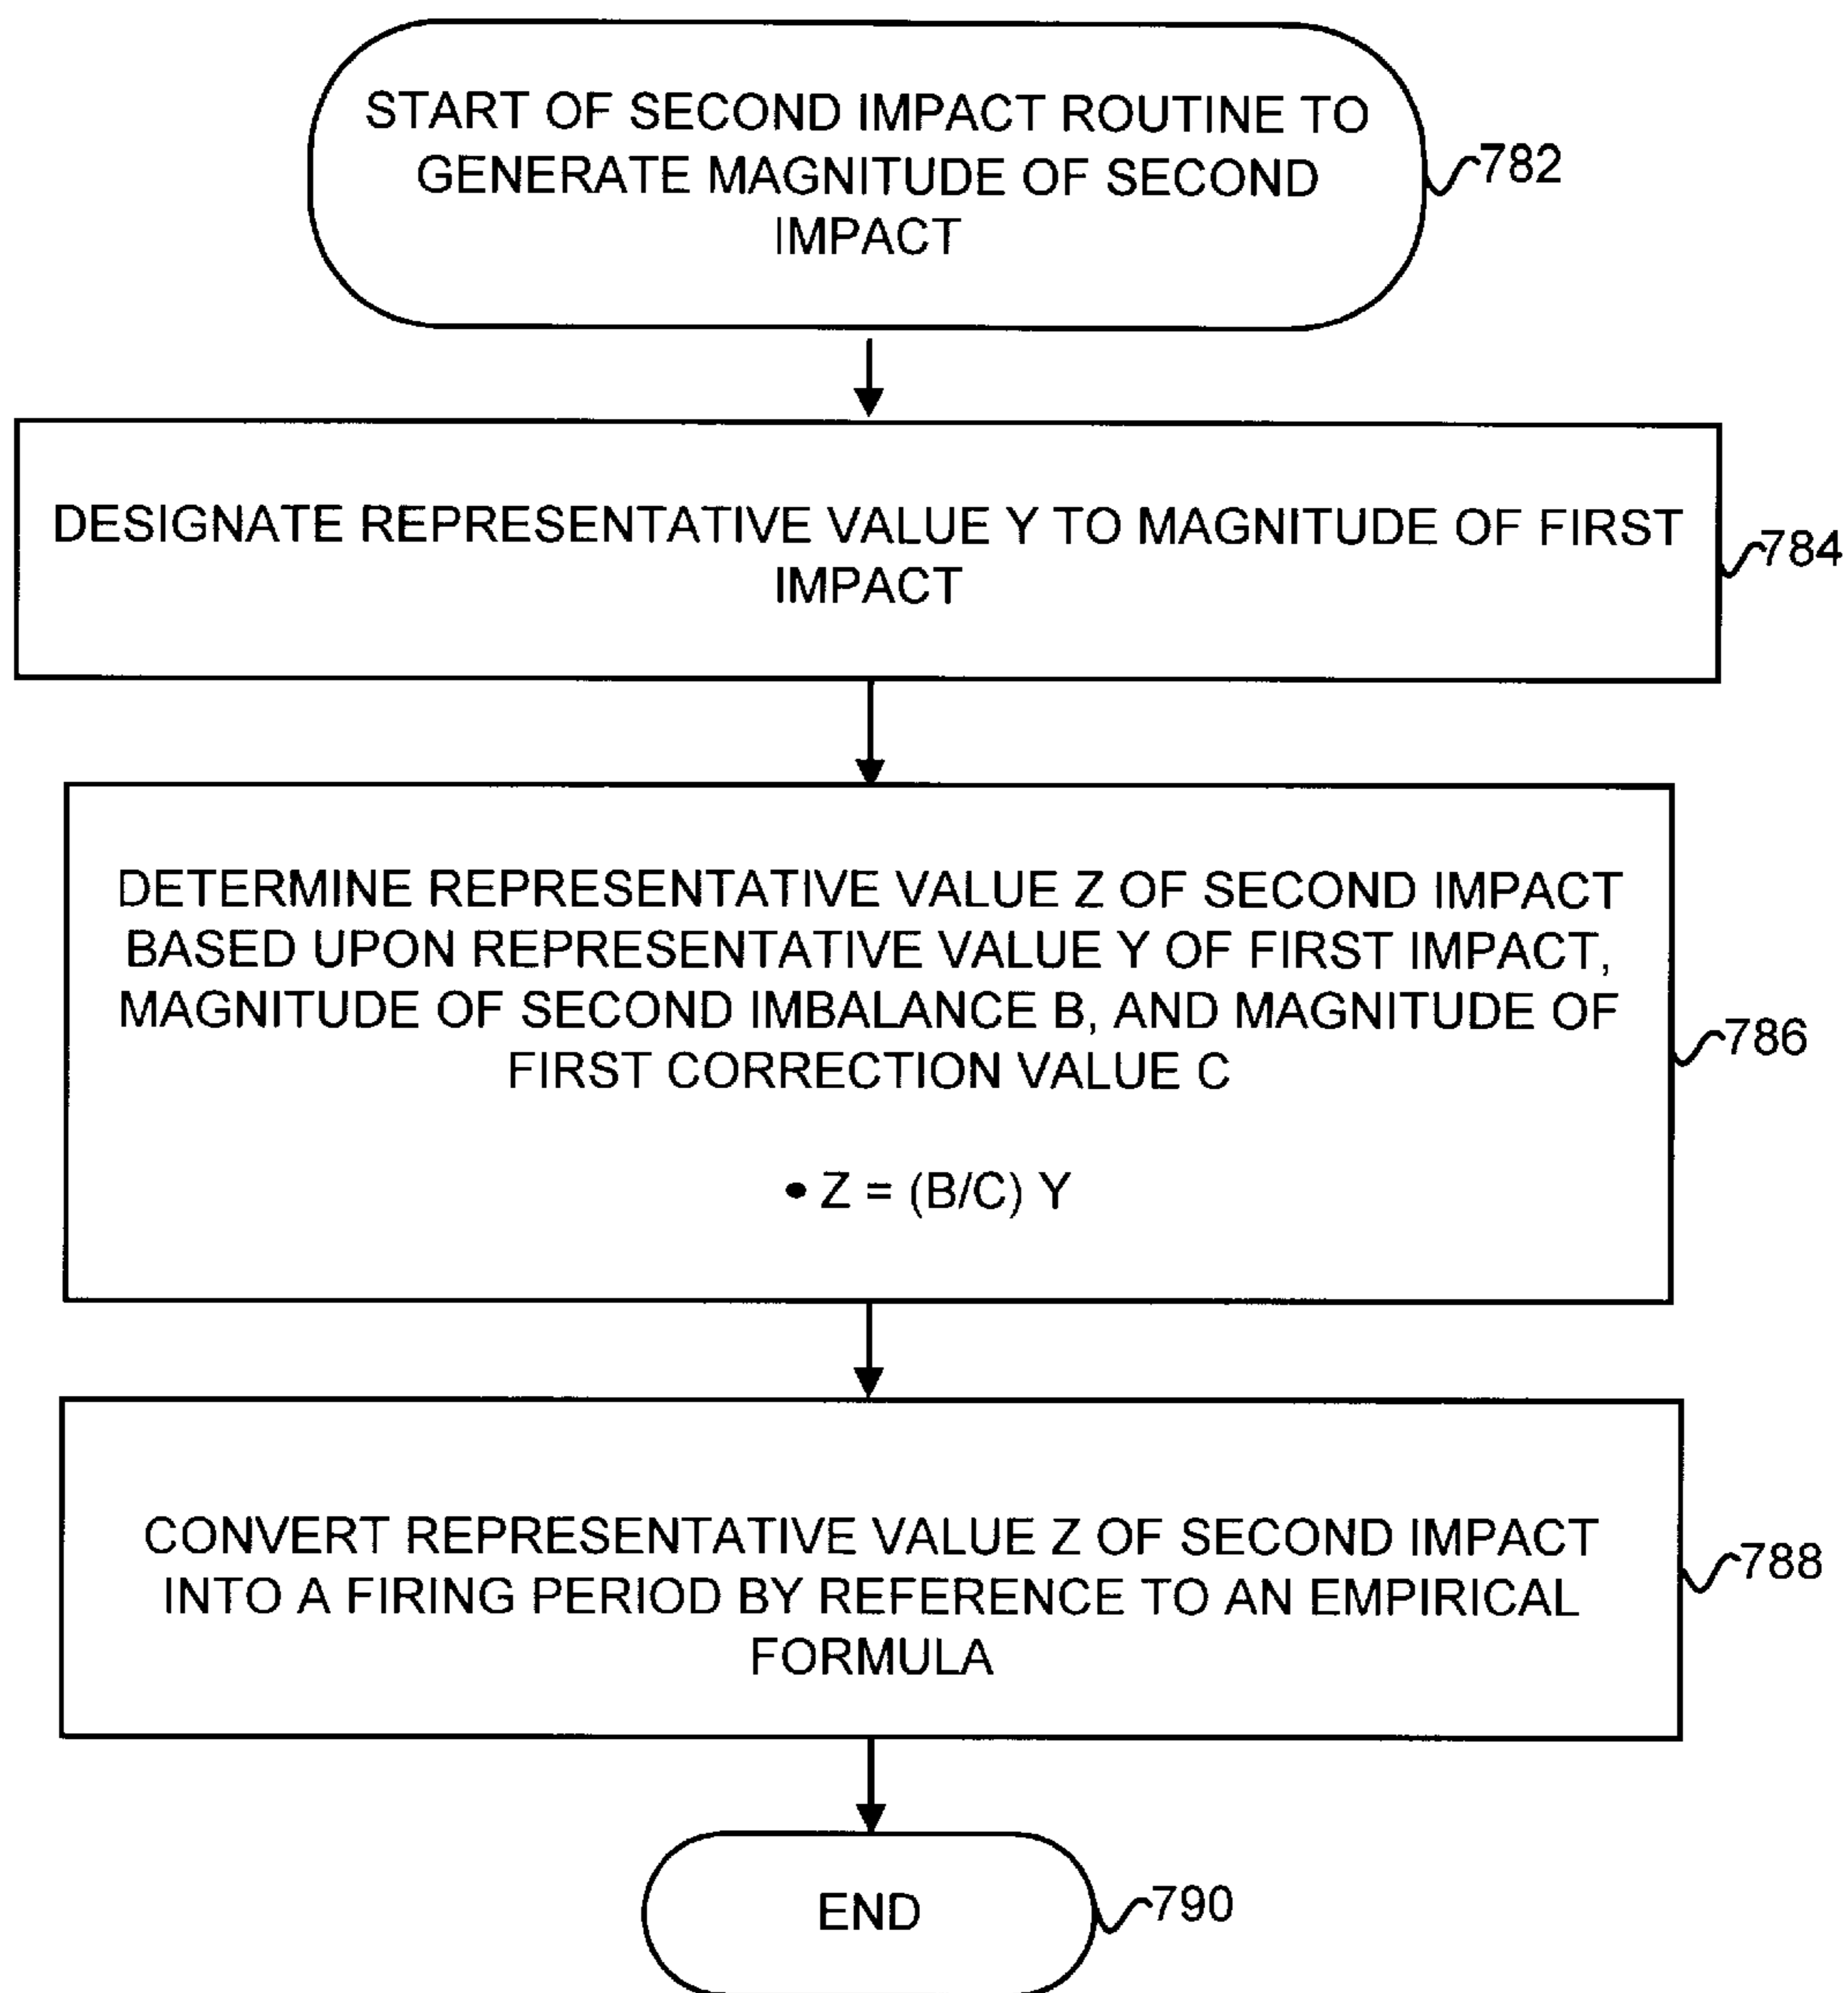 START OF SECOND IMPACT ROUTINE TO
GENERATE MAGNITUDE OF SECOND
IMPACT
782
DESIGNATE REPRESENTATIVE VALUE Y TO MAGNITUDE OF FIRST
IMPACT
784
DETERMINE REPRESENTATIVE VALUE Z OF SECOND IMPACT
BASED UPON REPRESENTATIVE VALUE Y OF FIRST IMPACT,
MAGNITUDE OF SECOND IMBALANCE B, AND MAGNITUDE OF
FIRST CORRECTION VALUE C
• Z = (B/C) Y
786
CONVERT REPRESENTATIVE VALUE Z OF SECOND IMPACT
INTO A FIRING PERIOD BY REFERENCE TO AN EMPIRICAL
FORMULA
788
END
790